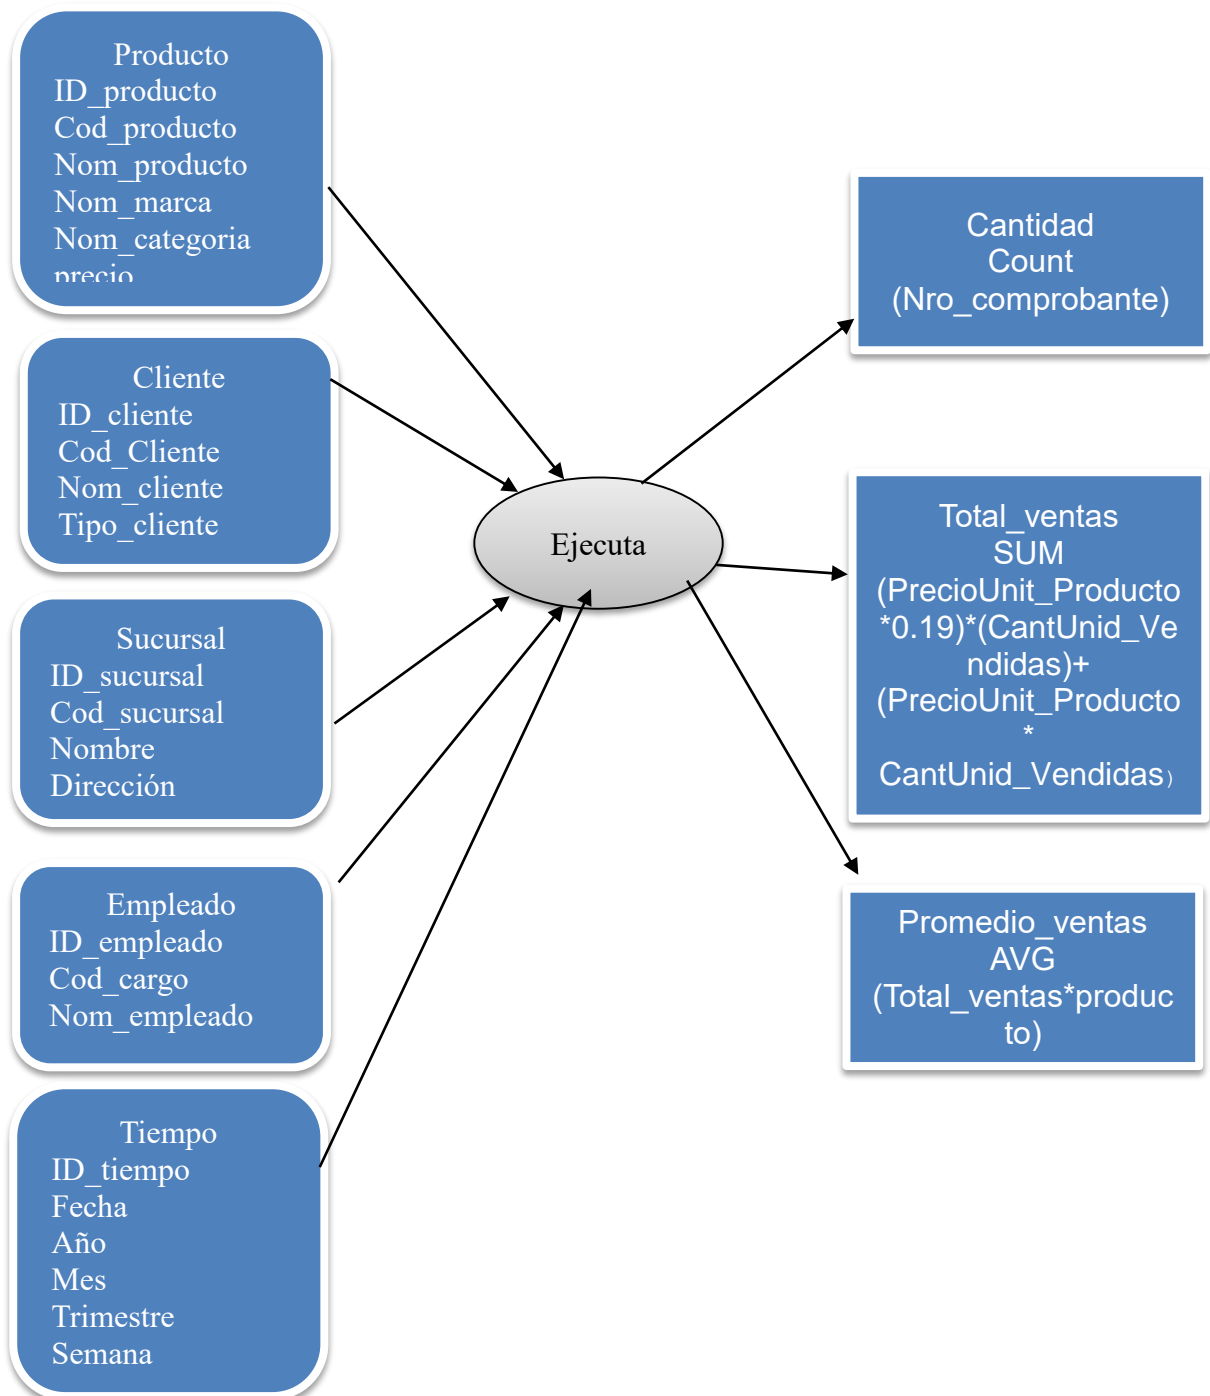 Producto
ID_producto
Cod_producto
Nom_producto
Nom_marca
Nom_categoria
precio
Cliente
ID_cliente
Cod_Cliente
Nom_cliente
Tipo_cliente
Sucursal
ID_sucursal
Cod_sucursal
Nombre
Dirección
Empleado
ID_empleado
Cod_cargo
Nom_empleado
Tiempo
ID_tiempo
Fecha
Año
Mes
Trimestre
Semana
Ejecuta
Cantidad
Count
(Nro_comprobante)
Total_ventas
SUM
(PrecioUnit_Producto
*0.19)*(CantUnid_Ve
ndidas)+
(PrecioUnit_Producto
*
CantUnid_Vendidas)
Promedio_ventas
AVG
(Total_ventas*produc
to)